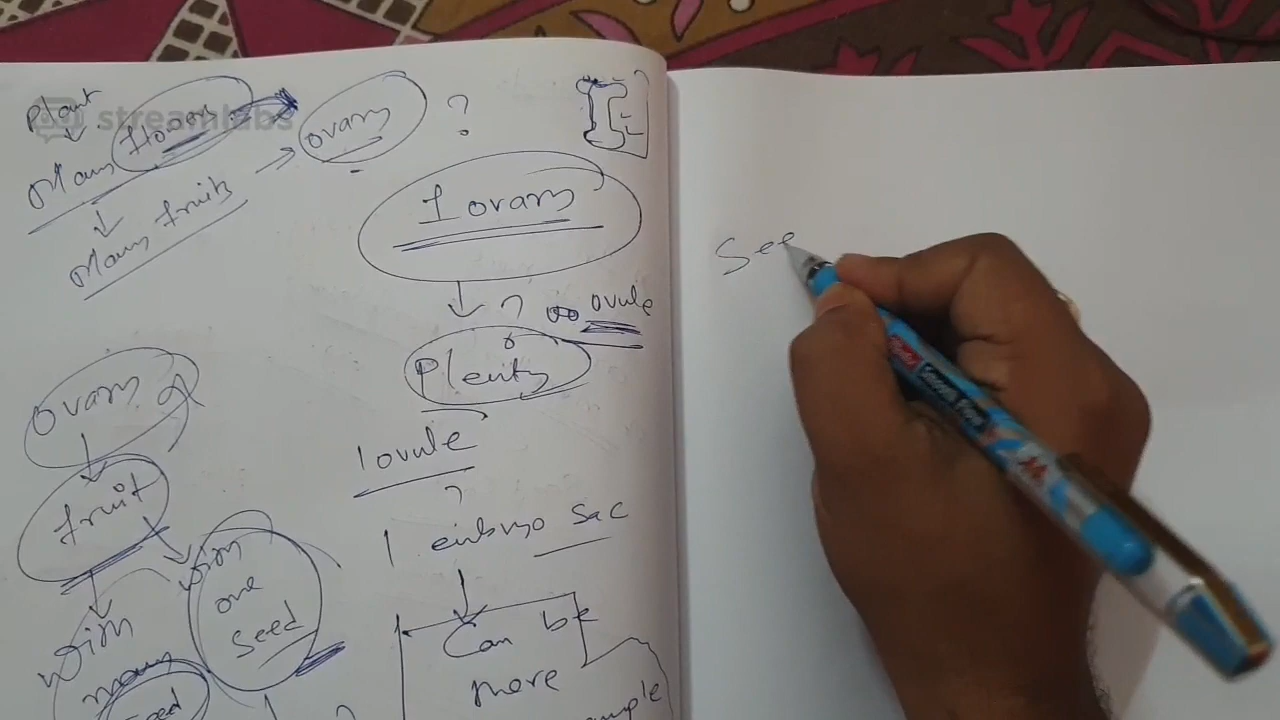 Plant
streamlabs
Many flowers → ovary ?
Many fruits
1 ovary
ovule
Plenty
Ovary
fruit
1 ovule
1 embryo sac
with one seed
with many seed
Can be more
See